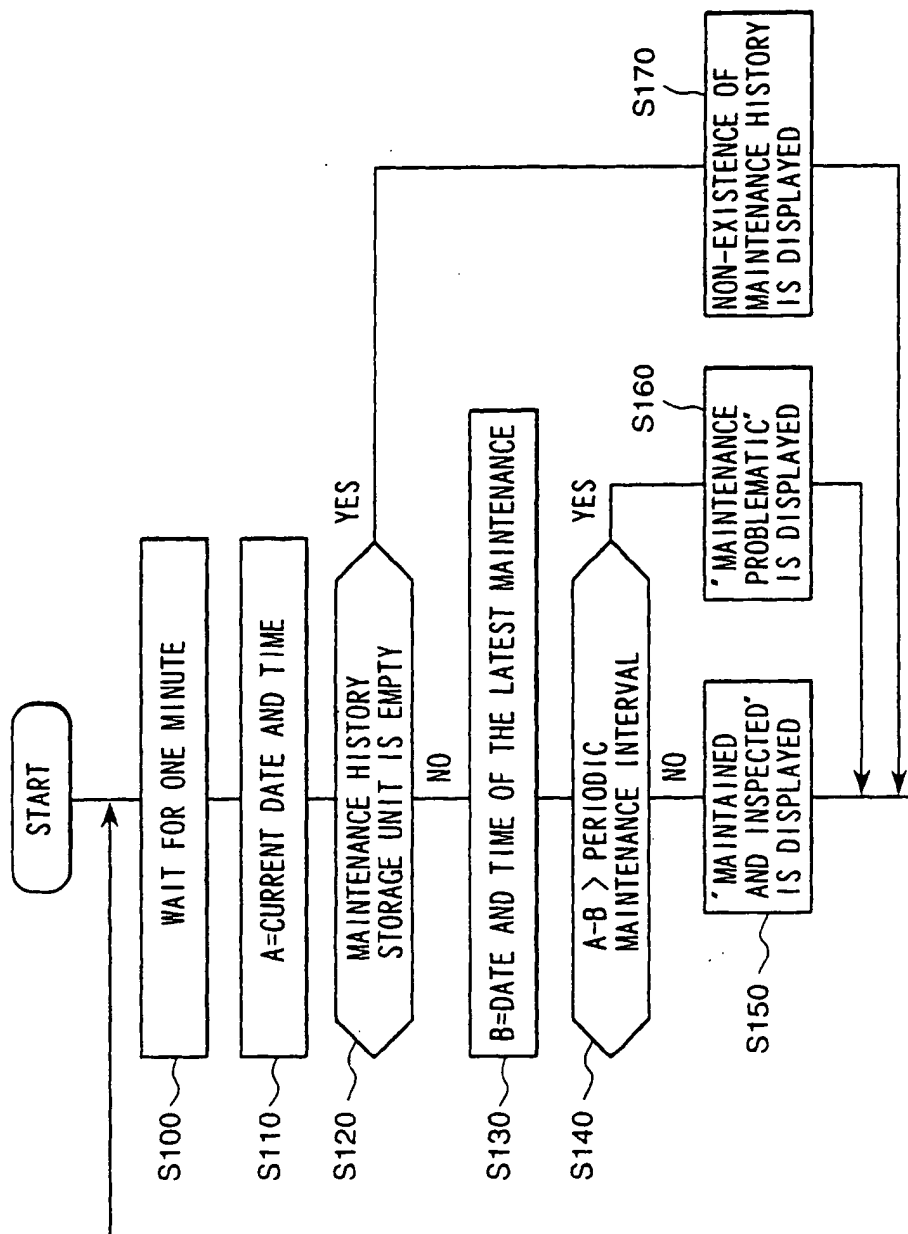 START
WAIT FOR ONE MINUTE
S100
A=CURRENT DATE AND TIME
S110
MAINTENANCE HISTORY
STORAGE UNIT IS EMPTY
S120
YES
NO
B=DATE AND TIME OF THE LATEST MAINTENANCE
S130
A-B > PERIODIC
MAINTENANCE INTERVAL
S140
YES
NO
"MAINTAINED
AND INSPECTED"
IS DISPLAYED
S150
"MAINTENANCE
PROBLEMATIC"
IS DISPLAYED
S160
NON-EXISTENCE OF
MAINTENANCE HISTORY
IS DISPLAYED
S170